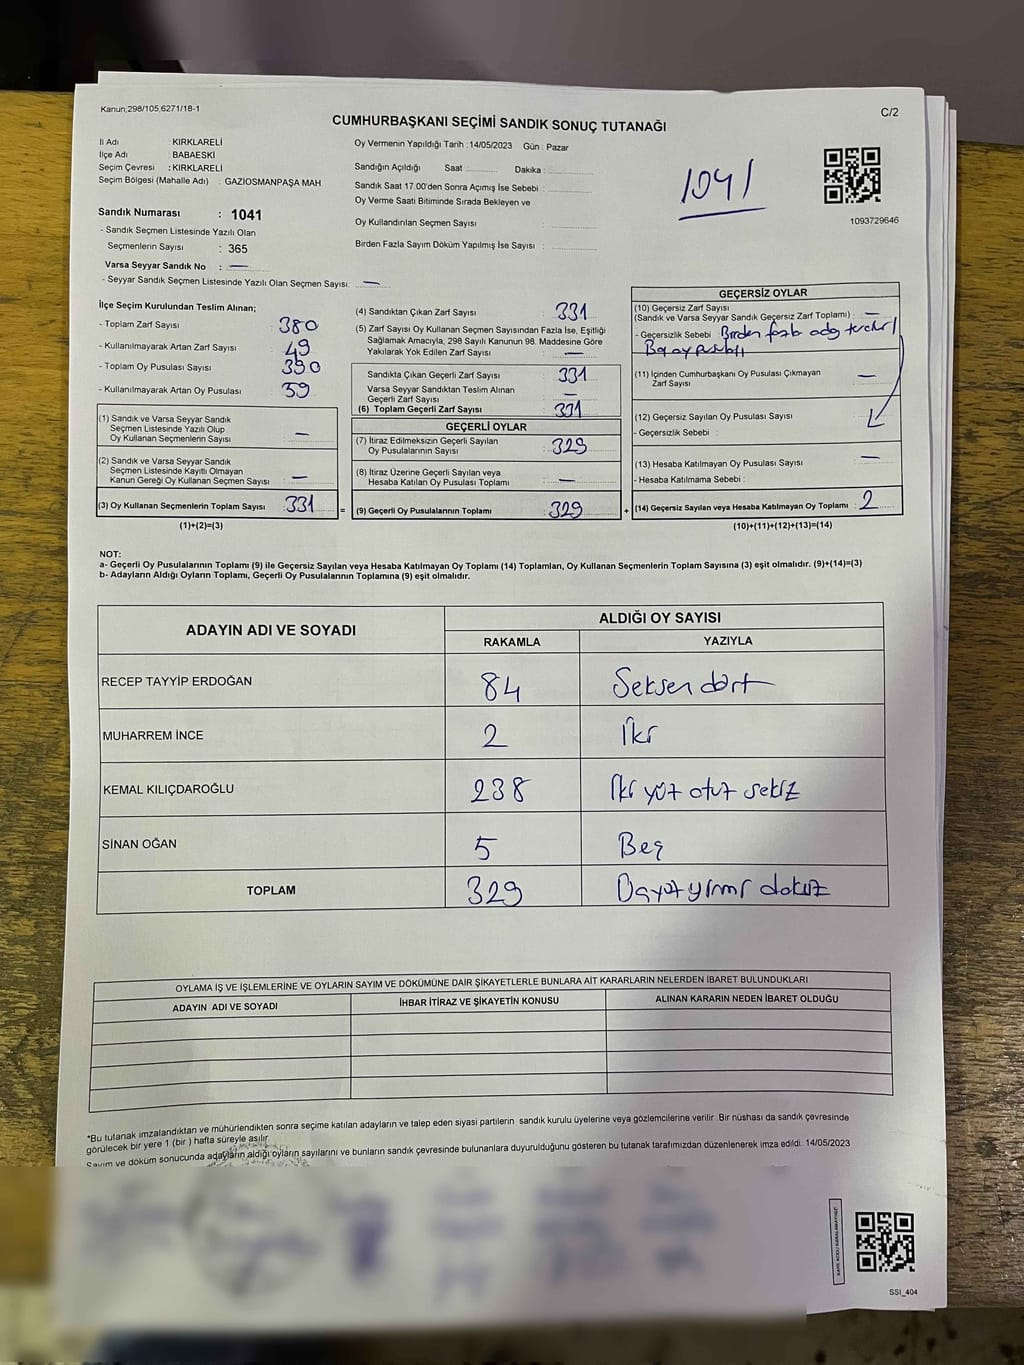 Kanun;298/105,6271/18-1
C/2
CUMHURBAŞKANI SEÇİMİ SANDIK SONUÇ TUTANAĞI
İl Adı KIRKLARELİ
İlçe Adı BABAESKİ
Seçim Çevresi : KIRKLARELİ
Seçim Bölgesi (Mahalle Adı) : GAZİOSMANPAŞA MAH
Sandık Numarası : 1041
- Sandık Seçmen Listesinde Yazılı Olan
Seçmenlerin Sayısı : 365
Varsa Seyyar Sandık No : —
- Seyyar Sandık Seçmen Listesinde Yazılı Olan Seçmen Sayısı: —
Oy Vermenin Yapıldığı Tarih : 14/05/2023 Gün : Pazar
Sandığın Açıldığı Saat Dakika :
Sandık Saat 17.00'den Sonra Açılmış İse Sebebi :
Oy Verme Saati Bitiminde Sırada Bekleyen ve
Oy Kullandırılan Seçmen Sayısı :
Birden Fazla Sayım Döküm Yapılmış İse Sayısı :
1041
1093729646
İlçe Seçim Kurulundan Teslim Alınan;
- Toplam Zarf Sayısı 380
- Kullanılmayarak Artan Zarf Sayısı 49
- Toplam Oy Pusulası Sayısı 390
- Kullanılmayarak Artan Oy Pusulası 59
(1) Sandık ve Varsa Seyyar Sandık
Seçmen Listesinde Yazılı Olup
Oy Kullanan Seçmenlerin Sayısı : —
(2) Sandık ve Varsa Seyyar Sandık
Seçmen Listesinde Kayıtlı Olmayan
Kanun Gereği Oy Kullanan Seçmen Sayısı : —
(3) Oy Kullanan Seçmenlerin Toplam Sayısı : 331
(1)+(2)=(3)
(4) Sandıktan Çıkan Zarf Sayısı : 331
(5) Zarf Sayısı Oy Kullanan Seçmen Sayısından Fazla İse, Eşitliği
Sağlamak Amacıyla, 298 Sayılı Kanunun 98. Maddesine Göre
Yakılarak Yok Edilen Zarf Sayısı : —
Sandıkta Çıkan Geçerli Zarf Sayısı : 331
Varsa Seyyar Sandıktan Teslim Alınan
Geçerli Zarf Sayısı : —
(6) Toplam Geçerli Zarf Sayısı : 331
GEÇERLİ OYLAR
(7) İtiraz Edilmeksizin Geçerli Sayılan
Oy Pusulalarının Sayısı : 329
(8) İtiraz Üzerine Geçerli Sayılan veya
Hesaba Katılan Oy Pusulası Toplamı : —
= (9) Geçerli Oy Pusulalarının Toplamı : 329
GEÇERSİZ OYLAR
(10) Geçersiz Zarf Sayısı
(Sandık ve Varsa Seyyar Sandık Geçersiz Zarf Toplamı) : —
- Geçersizlik Sebebi : Birden fazla aday tercihi /
Boş oy pusulası
(11) İçinden Cumhurbaşkanı Oy Pusulası Çıkmayan
Zarf Sayısı : —
(12) Geçersiz Sayılan Oy Pusulası Sayısı :
- Geçersizlik Sebebi :
(13) Hesaba Katılmayan Oy Pusulası Sayısı : —
- Hesaba Katılmama Sebebi :
+ (14) Geçersiz Sayılan veya Hesaba Katılmayan Oy Toplamı : 2
(10)+(11)+(12)+(13)=(14)
NOT:
a- Geçerli Oy Pusulalarının Toplamı (9) ile Geçersiz Sayılan veya Hesaba Katılmayan Oy Toplamı (14) Toplamları, Oy Kullanan Seçmenlerin Toplam Sayısına (3) eşit olmalıdır. (9)+(14)=(3)
b- Adayların Aldığı Oyların Toplamı, Geçerli Oy Pusulalarının Toplamına (9) eşit olmalıdır.
ADAYIN ADI VE SOYADI
ALDIĞI OY SAYISI
RAKAMLA YAZIYLA
RECEP TAYYİP ERDOĞAN 84 Seksen dört
MUHARREM İNCE 2 İki
KEMAL KILIÇDAROĞLU 238 İki yüz otuz sekiz
SİNAN OĞAN 5 Beş
TOPLAM 329 Üçyüz yirmi dokuz
OYLAMA İŞ VE İŞLEMLERİNE VE OYLARIN SAYIM VE DÖKÜMÜNE DAİR ŞİKAYETLERLE BUNLARA AİT KARARLARIN NELERDEN İBARET BULUNDUKLARI
ADAYIN ADI VE SOYADI İHBAR İTİRAZ VE ŞİKAYETİN KONUSU ALINAN KARARIN NEDEN İBARET OLDUĞU
*Bu tutanak imzalandıktan ve mühürlendikten sonra seçime katılan adayların ve talep eden siyasi partilerin sandık kurulu üyelerine veya gözlemcilerine verilir. Bir nüshası da sandık çevresinde
görülecek bir yere 1 (bir ) hafta süreyle asılır.
Sayım ve döküm sonucunda adayların aldığı oyların sayılarını ve bunların sandık çevresinde bulunanlara duyurulduğunu gösteren bu tutanak tarafımızdan düzenlenerek imza edildi. 14/05/2023
SSI_404